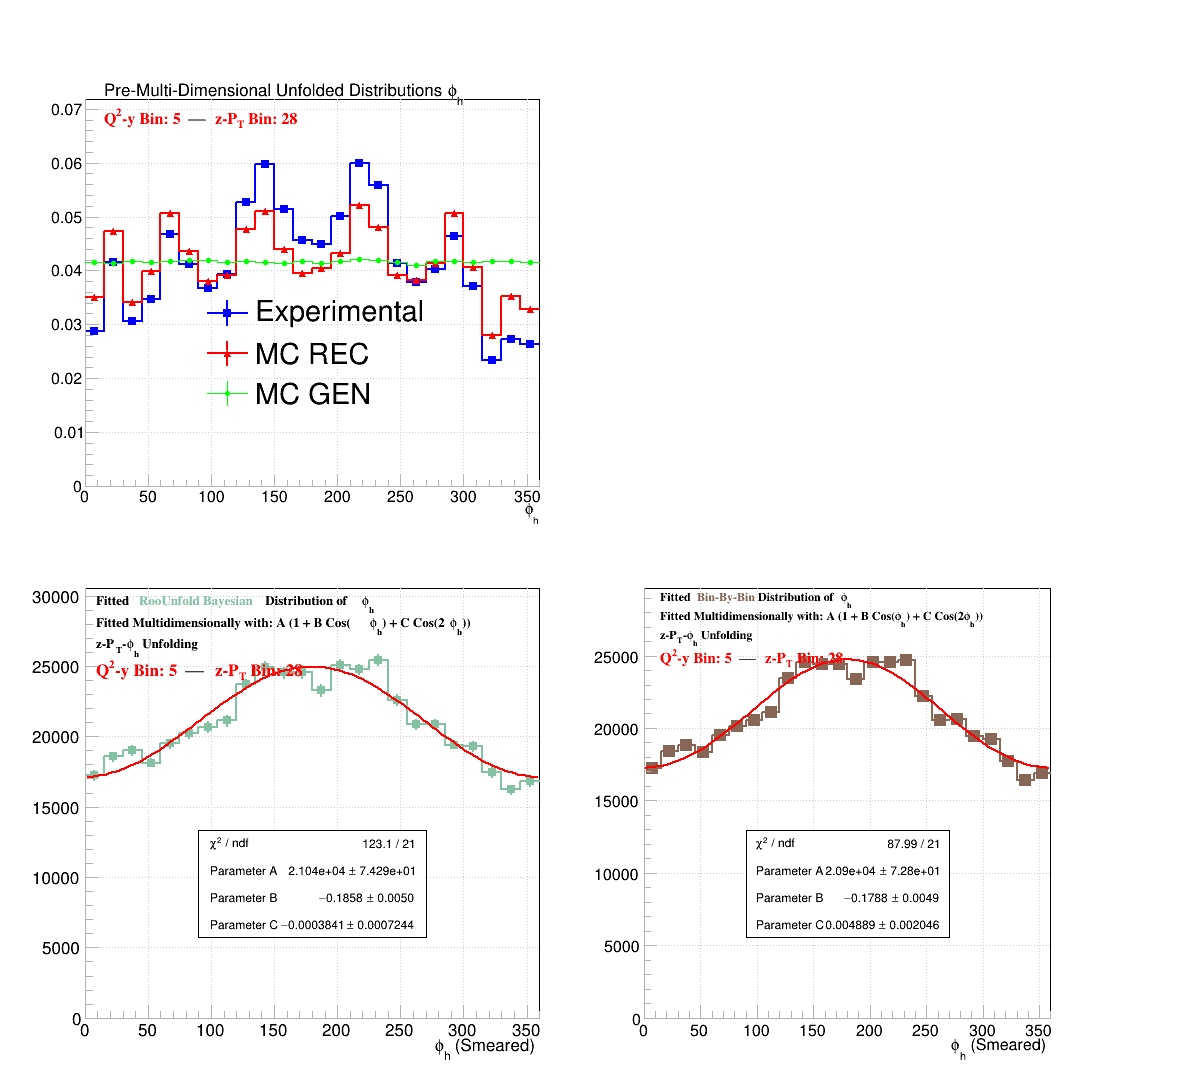 Pre-Multi-Dimensional Unfolded Distributions ϕh
Q2-y Bin: 5 — z-PT Bin: 28
0.07
0.06
0.05
0.04
0.03
0.02
0.01
0
Experimental
MC REC
MC GEN
0 50 100 150 200 250 300 350
ϕh
Fitted RooUnfold Bayesian Distribution of ϕh
Fitted Multidimensionally with: A (1 + B Cos( ϕh) + C Cos(2 ϕh))
z-PT-ϕh Unfolding
Q2-y Bin: 5 — z-PT Bin: 28
30000
25000
20000
15000
10000
5000
0
χ2 / ndf 123.1 / 21
Parameter A 2.104e+04 ± 7.429e+01
Parameter B −0.1858 ± 0.0050
Parameter C −0.0003841 ± 0.0007244
0 50 100 150 200 250 300 350
ϕh (Smeared)
Fitted Bin-By-Bin Distribution of ϕh
Fitted Multidimensionally with: A (1 + B Cos(ϕh) + C Cos(2ϕh))
z-PT-ϕh Unfolding
Q2-y Bin: 5 — z-PT Bin: 28
25000
20000
15000
10000
5000
0
χ2 / ndf 87.99 / 21
Parameter A 2.09e+04 ± 7.28e+01
Parameter B −0.1788 ± 0.0049
Parameter C 0.004889 ± 0.002046
0 50 100 150 200 250 300 350
ϕh (Smeared)